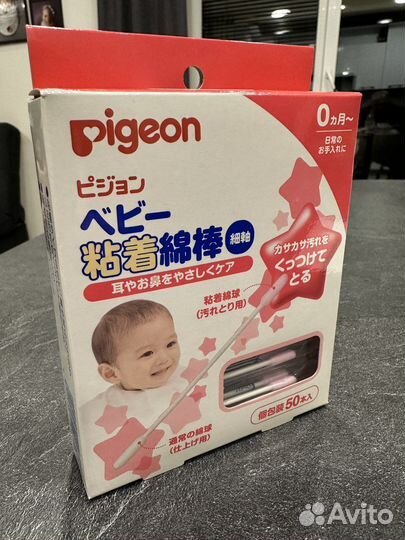 Pigeon
0ヵ月～
日常の
お手入れに
ピジョン
ベビー
粘着綿棒
細軸
耳やお鼻をやさしくケア
カサカサ汚れを
くっつけて
とる
粘着綿球
(汚れとり用)
通常の綿球
(仕上げ用)
個包装50本入
Avito